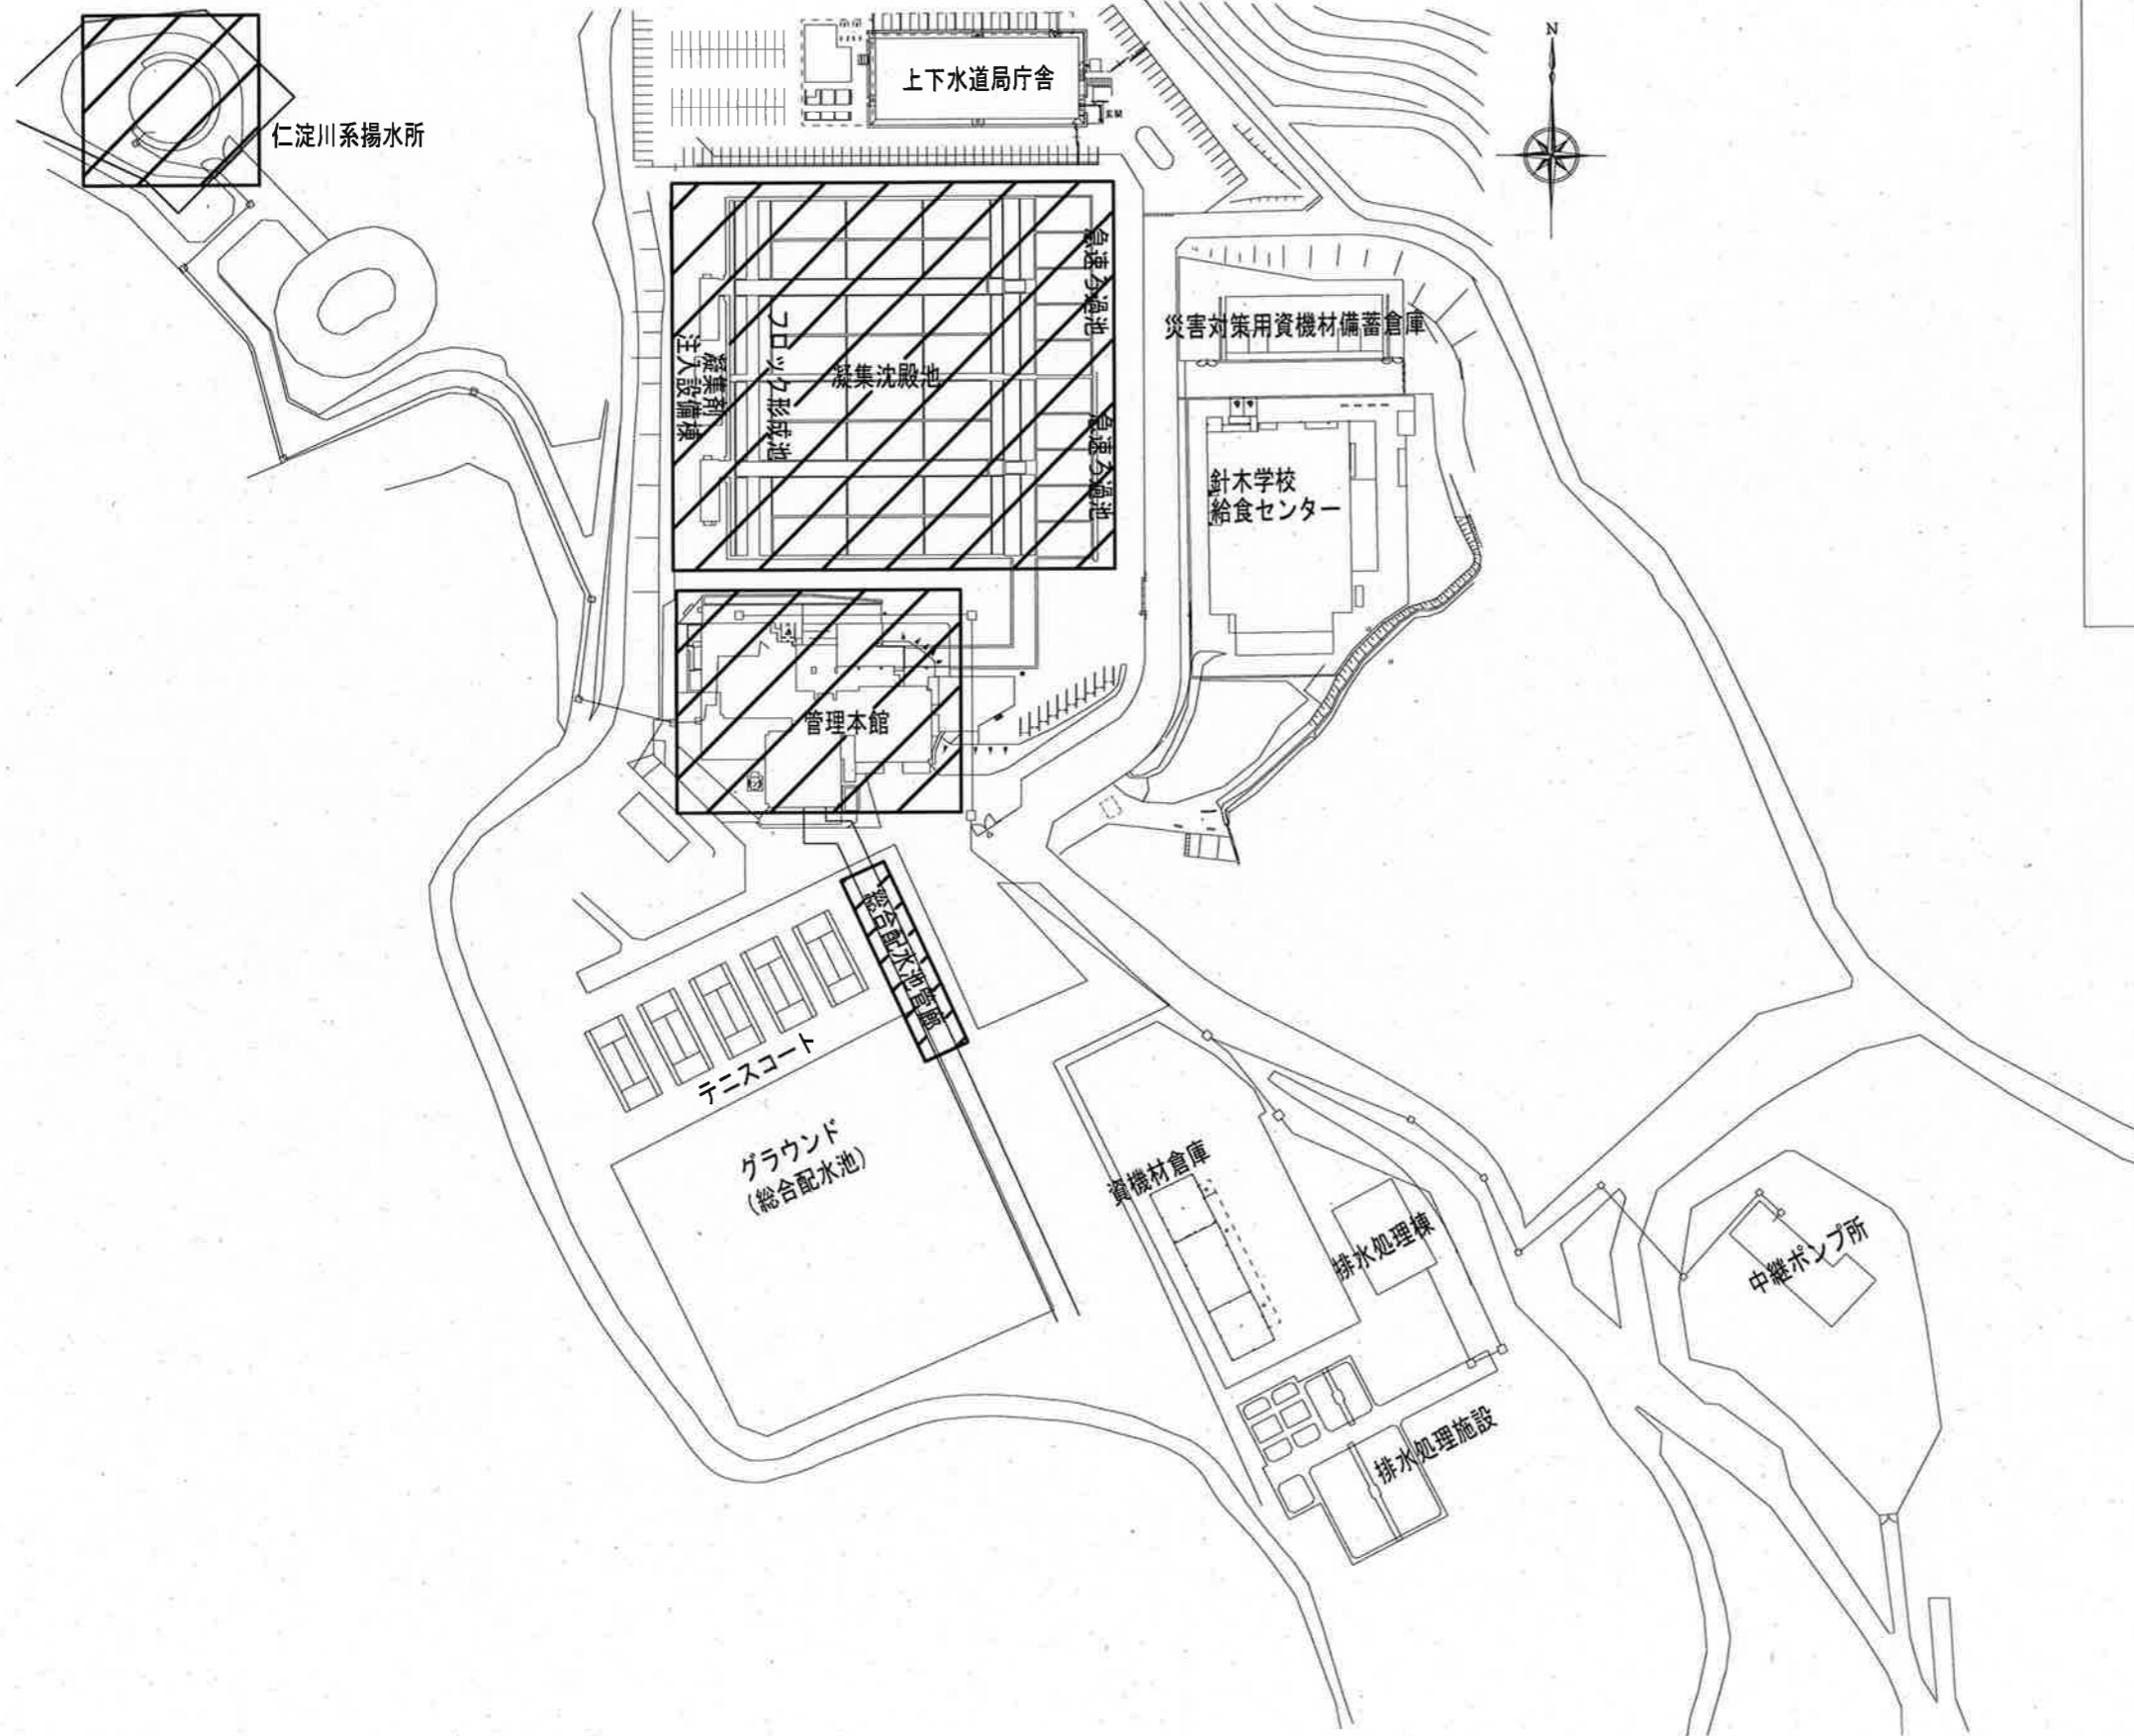 N
上下水道局庁舎
玄関
仁淀川系揚水所
急速ろ過池
災害対策用資機材備蓄倉庫
凝集剤
注入設備棟
フロック形成池
凝集沈殿池
急速ろ過池
針木学校
給食センター
管理本館
総合配水池管廊
テニスコート
グラウンド
(総合配水池)
資機材倉庫
排水処理棟
中継ポンプ所
排水処理施設